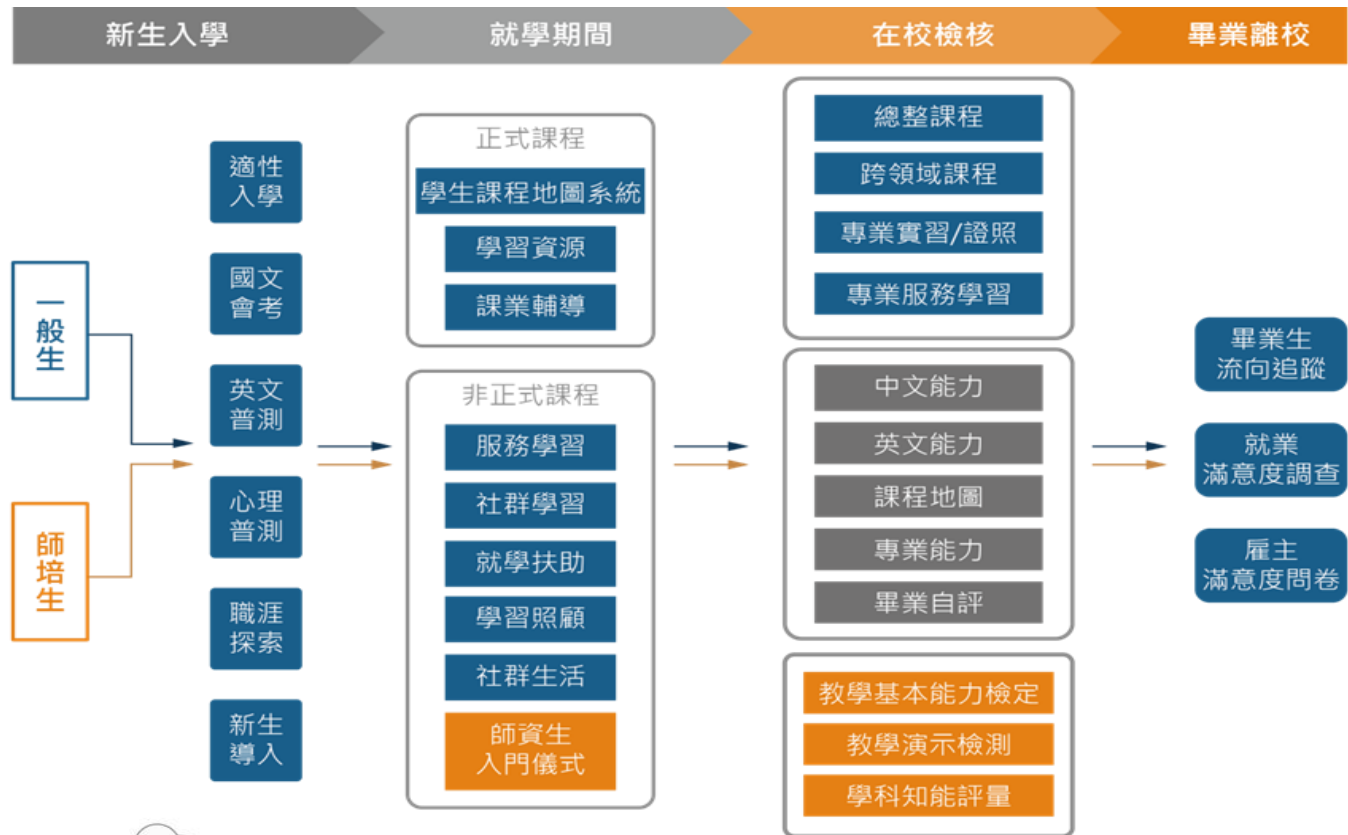 新生入學
就學期間
在校檢核
畢業離校
一般生
師培生
適性
入學
國文
會考
英文
普測
心理
普測
職涯
探索
新生
導入
正式課程
學生課程地圖系統
學習資源
課業輔導
非正式課程
服務學習
社群學習
就學扶助
學習照顧
社群生活
師資生
入門儀式
總整課程
跨領域課程
專業實習/證照
專業服務學習
中文能力
英文能力
課程地圖
專業能力
畢業自評
教學基本能力檢定
教學演示檢測
學科知能評量
畢業生
流向追蹤
就業
滿意度調查
雇主
滿意度問卷